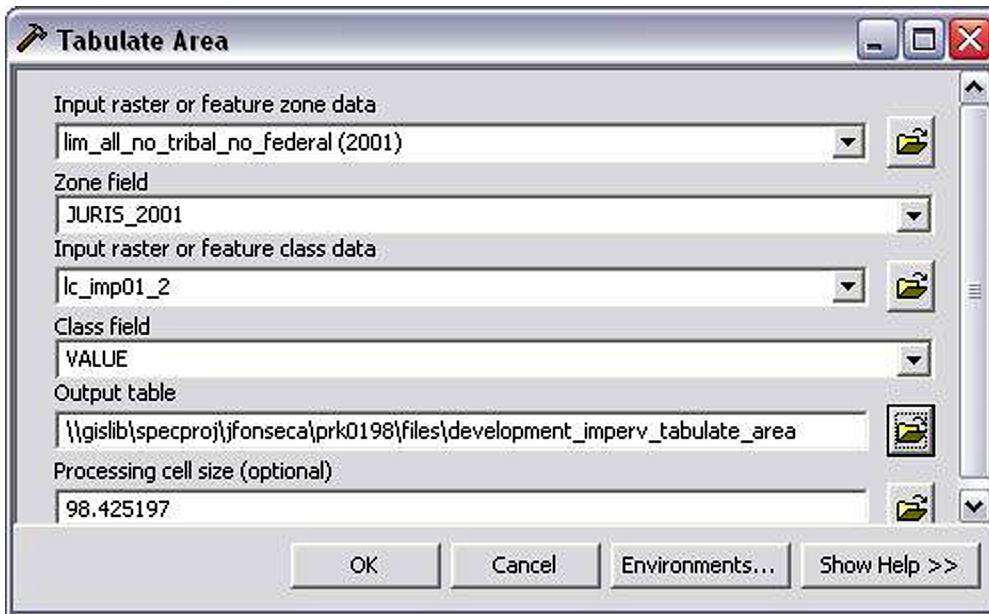 Tabulate Area
Input raster or feature zone data
lim_all_no_tribal_no_federal (2001)
Zone field
JURIS_2001
Input raster or feature class data
lc_imp01_2
Class field
VALUE
Output table
\\gislib\specproj\jfonseca\prk0198\files\development_imperv_tabulate_area
Processing cell size (optional)
98.425197
OK Cancel Environments... Show Help >>